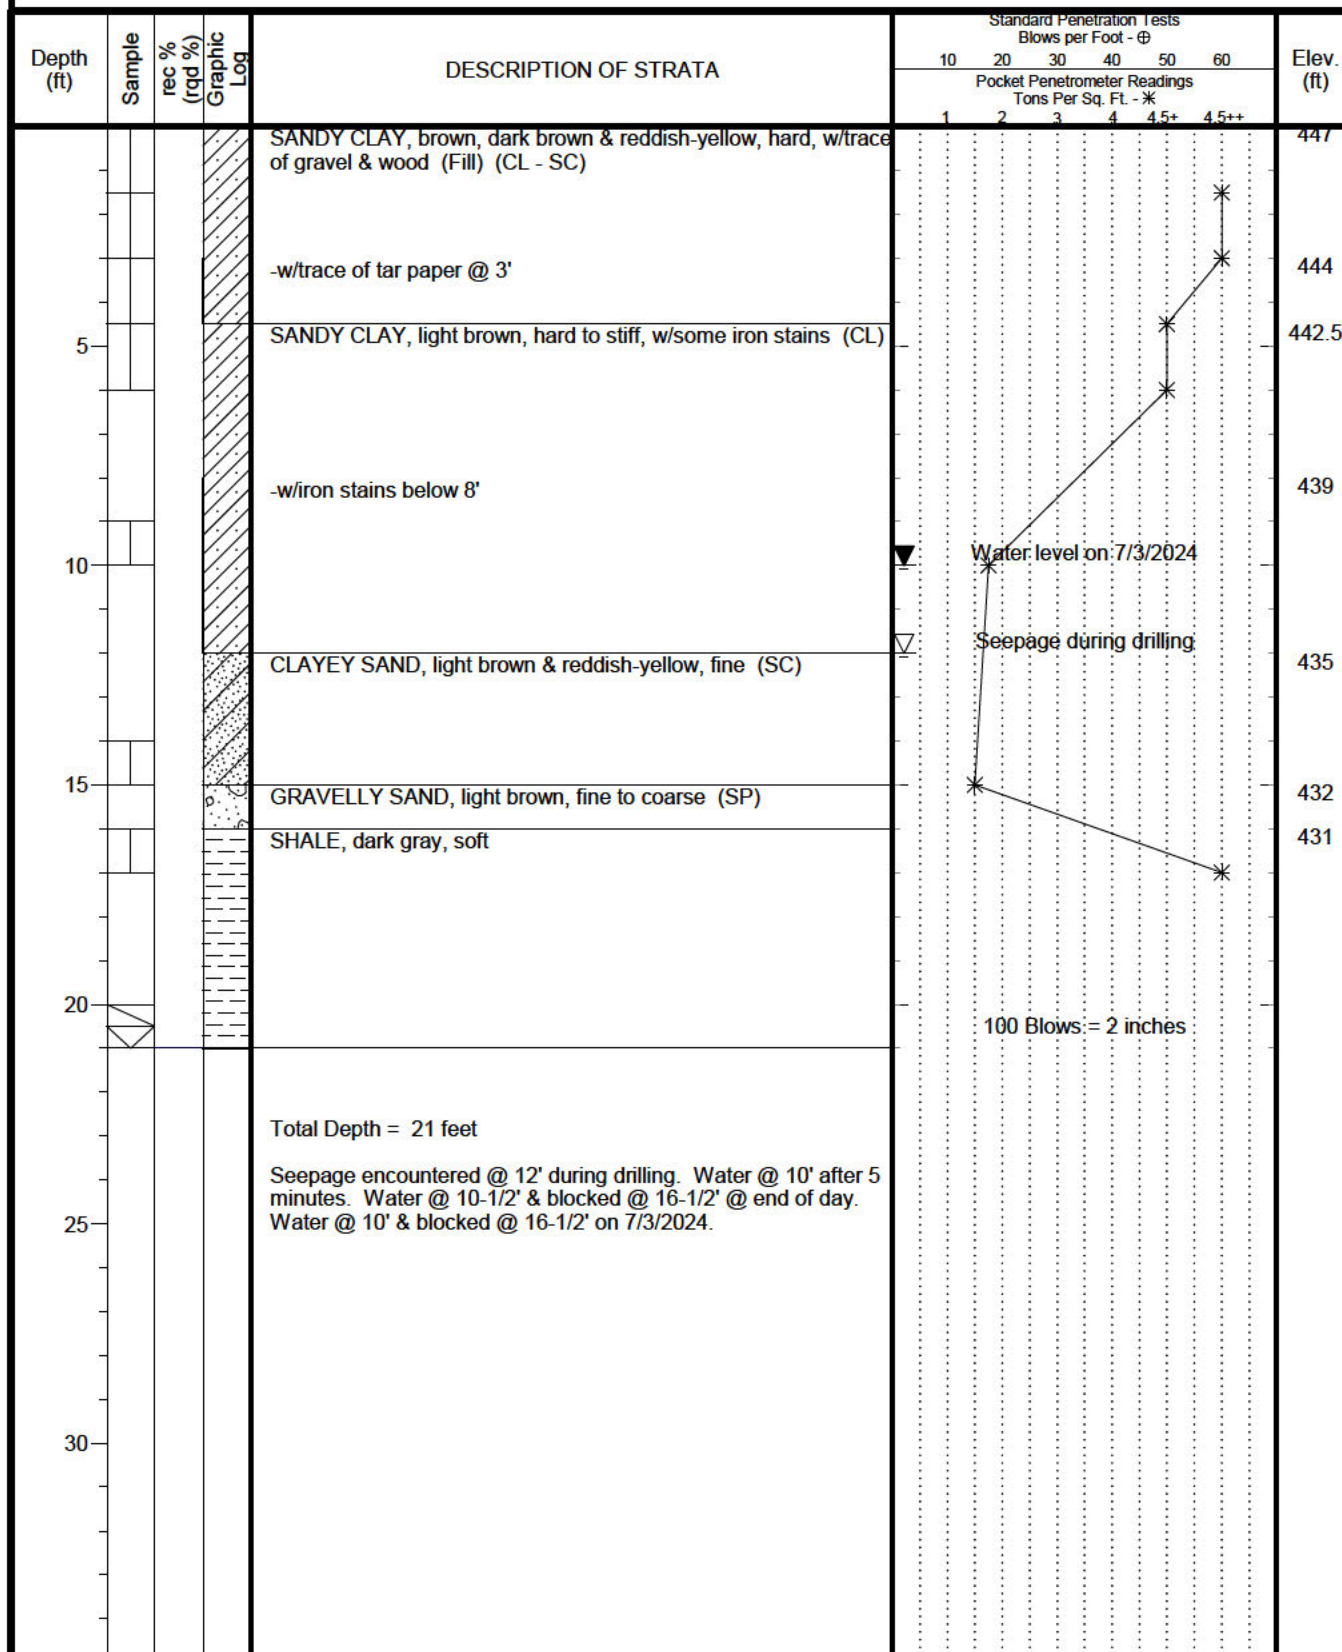 Depth
(ft)
Sample
rec %
(rqd %)
Graphic
Log
DESCRIPTION OF STRATA
Standard Penetration Tests
Blows per Foot - ⊕
10 20 30 40 50 60
Pocket Penetrometer Readings
Tons Per Sq. Ft. - ✳
1 2 3 4 4.5+ 4.5++
Elev.
(ft)
SANDY CLAY, brown, dark brown & reddish-yellow, hard, w/trace
of gravel & wood (Fill) (CL - SC)
447
-w/trace of tar paper @ 3'
444
SANDY CLAY, light brown, hard to stiff, w/some iron stains (CL)
442.5
5
-w/iron stains below 8'
439
Water level on 7/3/2024
10
Seepage during drilling
CLAYEY SAND, light brown & reddish-yellow, fine (SC)
435
15
GRAVELLY SAND, light brown, fine to coarse (SP)
432
SHALE, dark gray, soft
431
20
100 Blows = 2 inches
Total Depth = 21 feet
Seepage encountered @ 12' during drilling. Water @ 10' after 5
minutes. Water @ 10-1/2' & blocked @ 16-1/2' @ end of day.
Water @ 10' & blocked @ 16-1/2' on 7/3/2024.
25
30